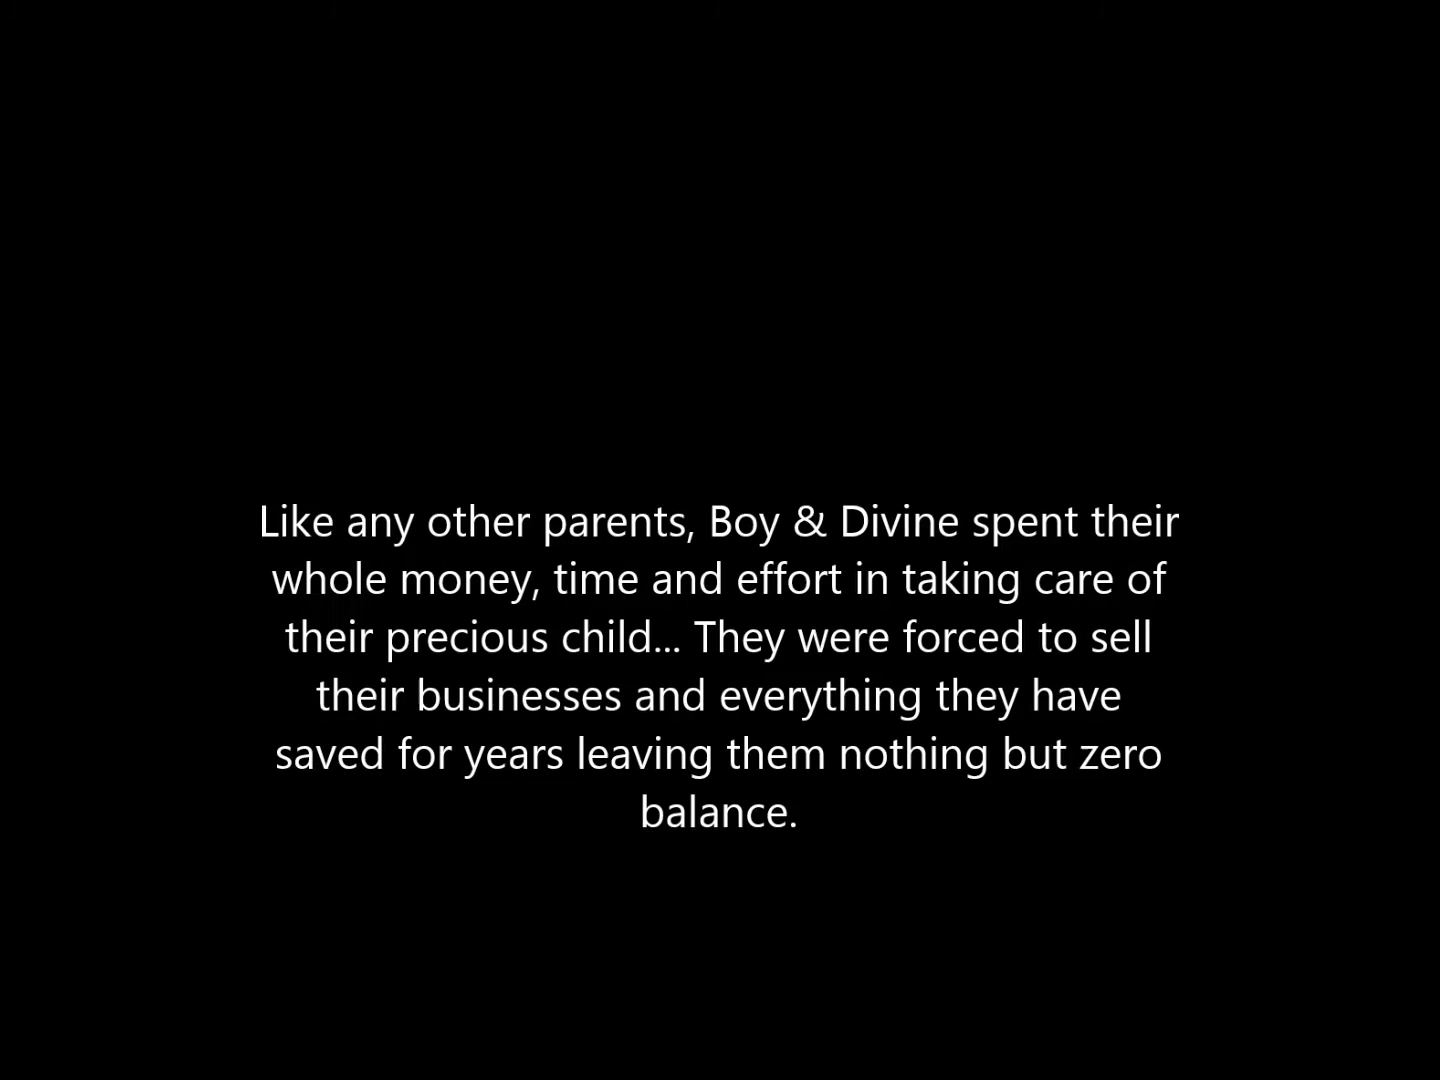 Like any other parents, Boy & Divine spent their
whole money, time and effort in taking care of
their precious child... They were forced to sell
their businesses and everything they have
saved for years leaving them nothing but zero
balance.